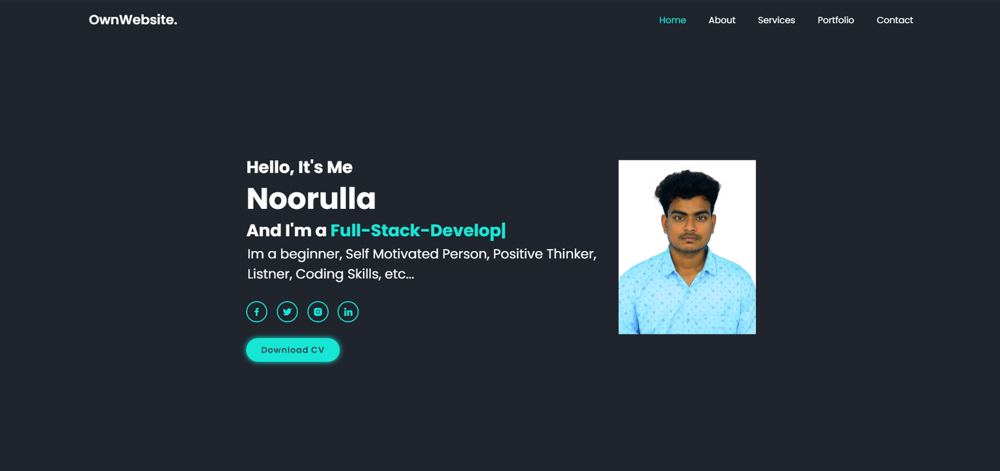 OwnWebsite.
Home About Services Portfolio Contact
Hello, It's Me
Noorulla
And I'm a Full-Stack-Develop|
Im a beginner, Self Motivated Person, Positive Thinker,
Listner, Coding Skills, etc...
Download CV